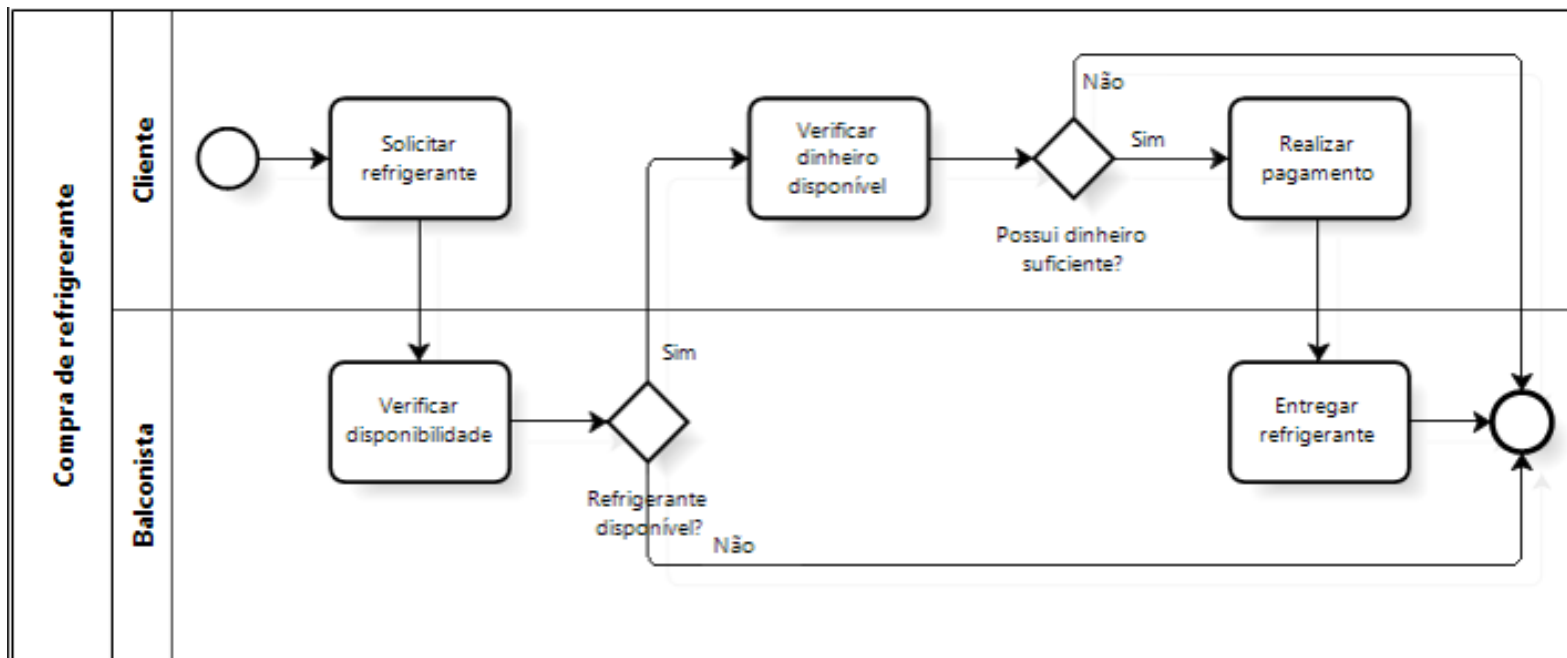 Compra de refrigrerante
Cliente
Solicitar
refrigerante
Verificar
dinheiro
disponível
Não
Sim
Possui dinheiro
suficiente?
Realizar
pagamento
Balconista
Verificar
disponibilidade
Sim
Refrigerante
disponível?
Não
Entregar
refrigerante